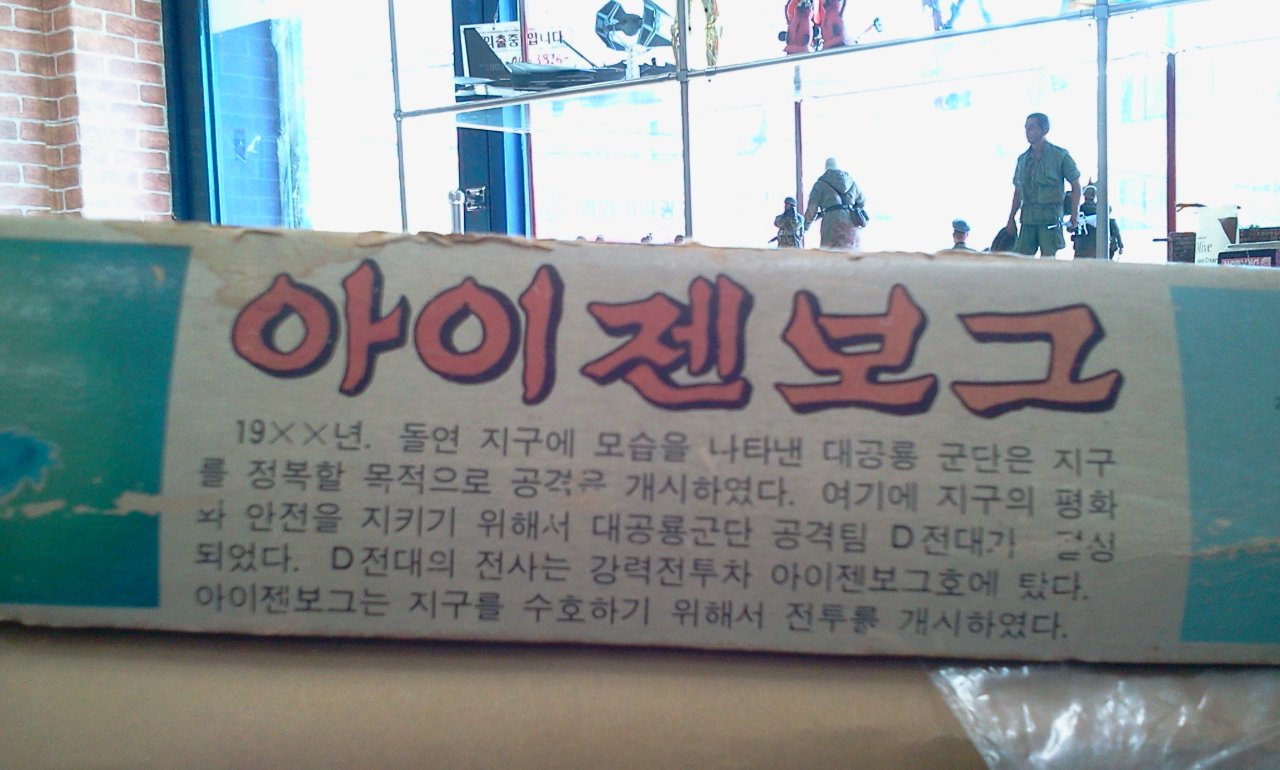 외출중입니다
아이젠보그
19××년. 돌연 지구에 모습을 나타낸 대공룡 군단은 지구
를 정복할 목적으로 공격을 개시하였다. 여기에 지구의 평화
와 안전을 지키기 위해서 대공룡군단 공격팀 D전대가 결성
되었다. D전대의 전사는 강력전투차 아이젠보그호에 탔다.
아이젠보그는 지구를 수호하기 위해서 전투를 개시하였다.